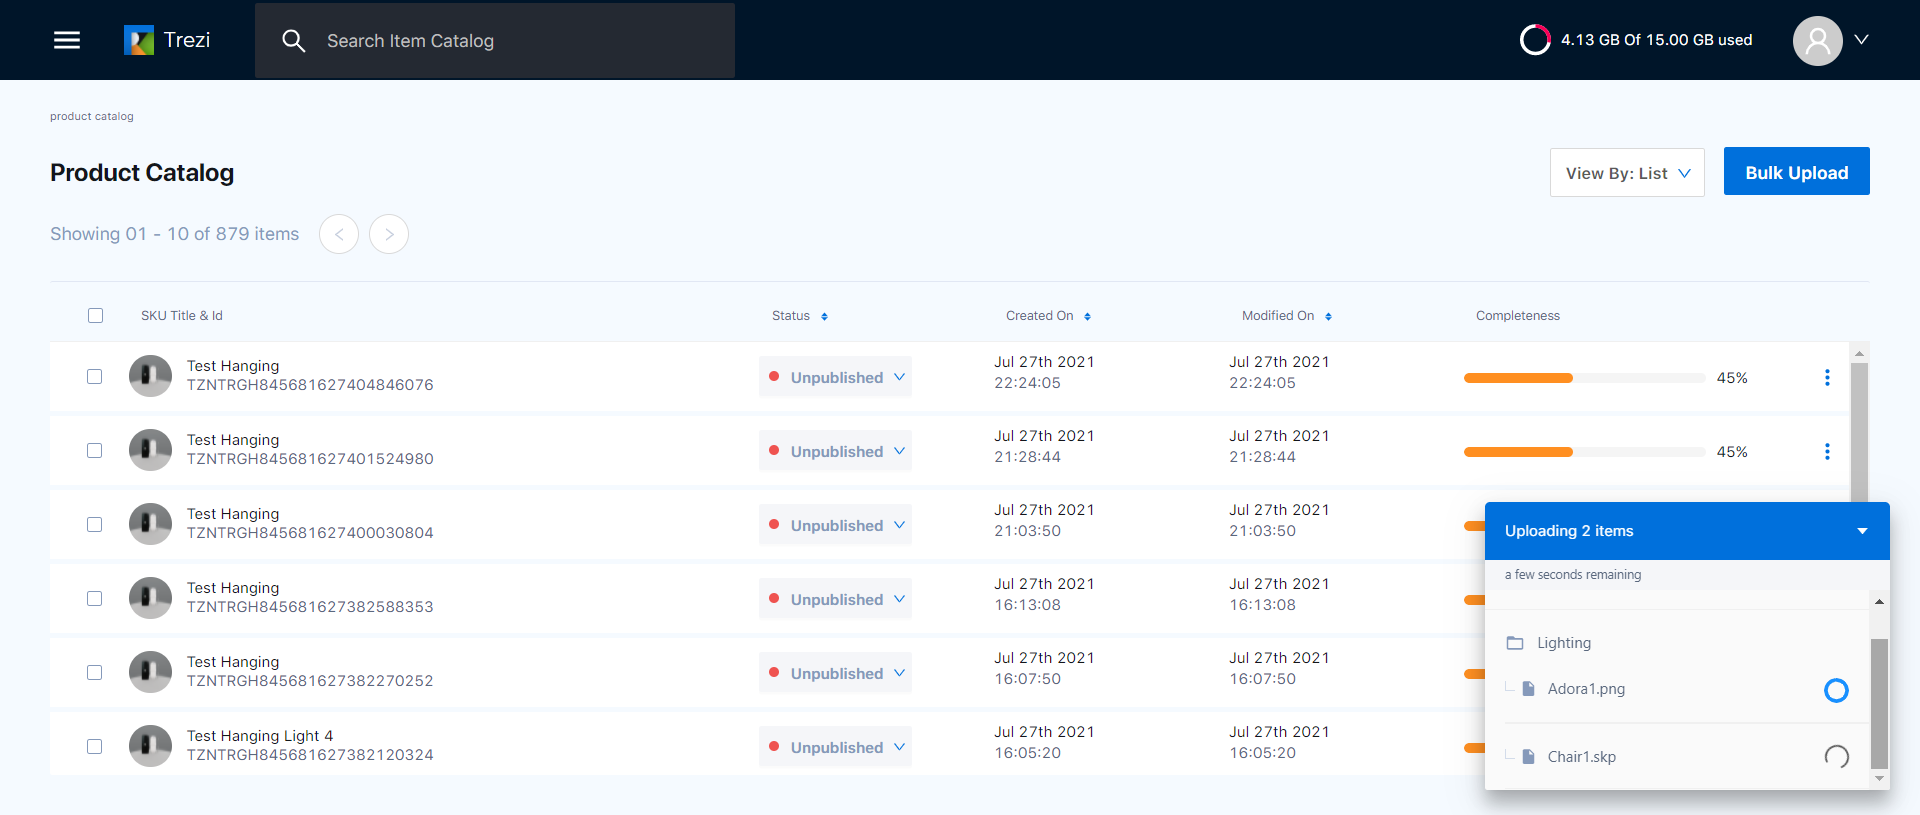 Trezi
Search Item Catalog
4.13 GB Of 15.00 GB used
product catalog
Product Catalog
View By: List
Bulk Upload
Showing 01 - 10 of 879 items
SKU Title & Id
Status
Created On
Modified On
Completeness
Test Hanging
TZNTRGH845681627404846076
Unpublished
Jul 27th 2021
22:24:05
Jul 27th 2021
22:24:05
45%
Test Hanging
TZNTRGH845681627401524980
Unpublished
Jul 27th 2021
21:28:44
Jul 27th 2021
21:28:44
45%
Test Hanging
TZNTRGH845681627400030804
Unpublished
Jul 27th 2021
21:03:50
Jul 27th 2021
21:03:50
Test Hanging
TZNTRGH845681627382588353
Unpublished
Jul 27th 2021
16:13:08
Jul 27th 2021
16:13:08
Test Hanging
TZNTRGH845681627382270252
Unpublished
Jul 27th 2021
16:07:50
Jul 27th 2021
16:07:50
Test Hanging Light 4
TZNTRGH845681627382120324
Unpublished
Jul 27th 2021
16:05:20
Jul 27th 2021
16:05:20
Uploading 2 items
a few seconds remaining
Lighting
Adora1.png
Chair1.skp